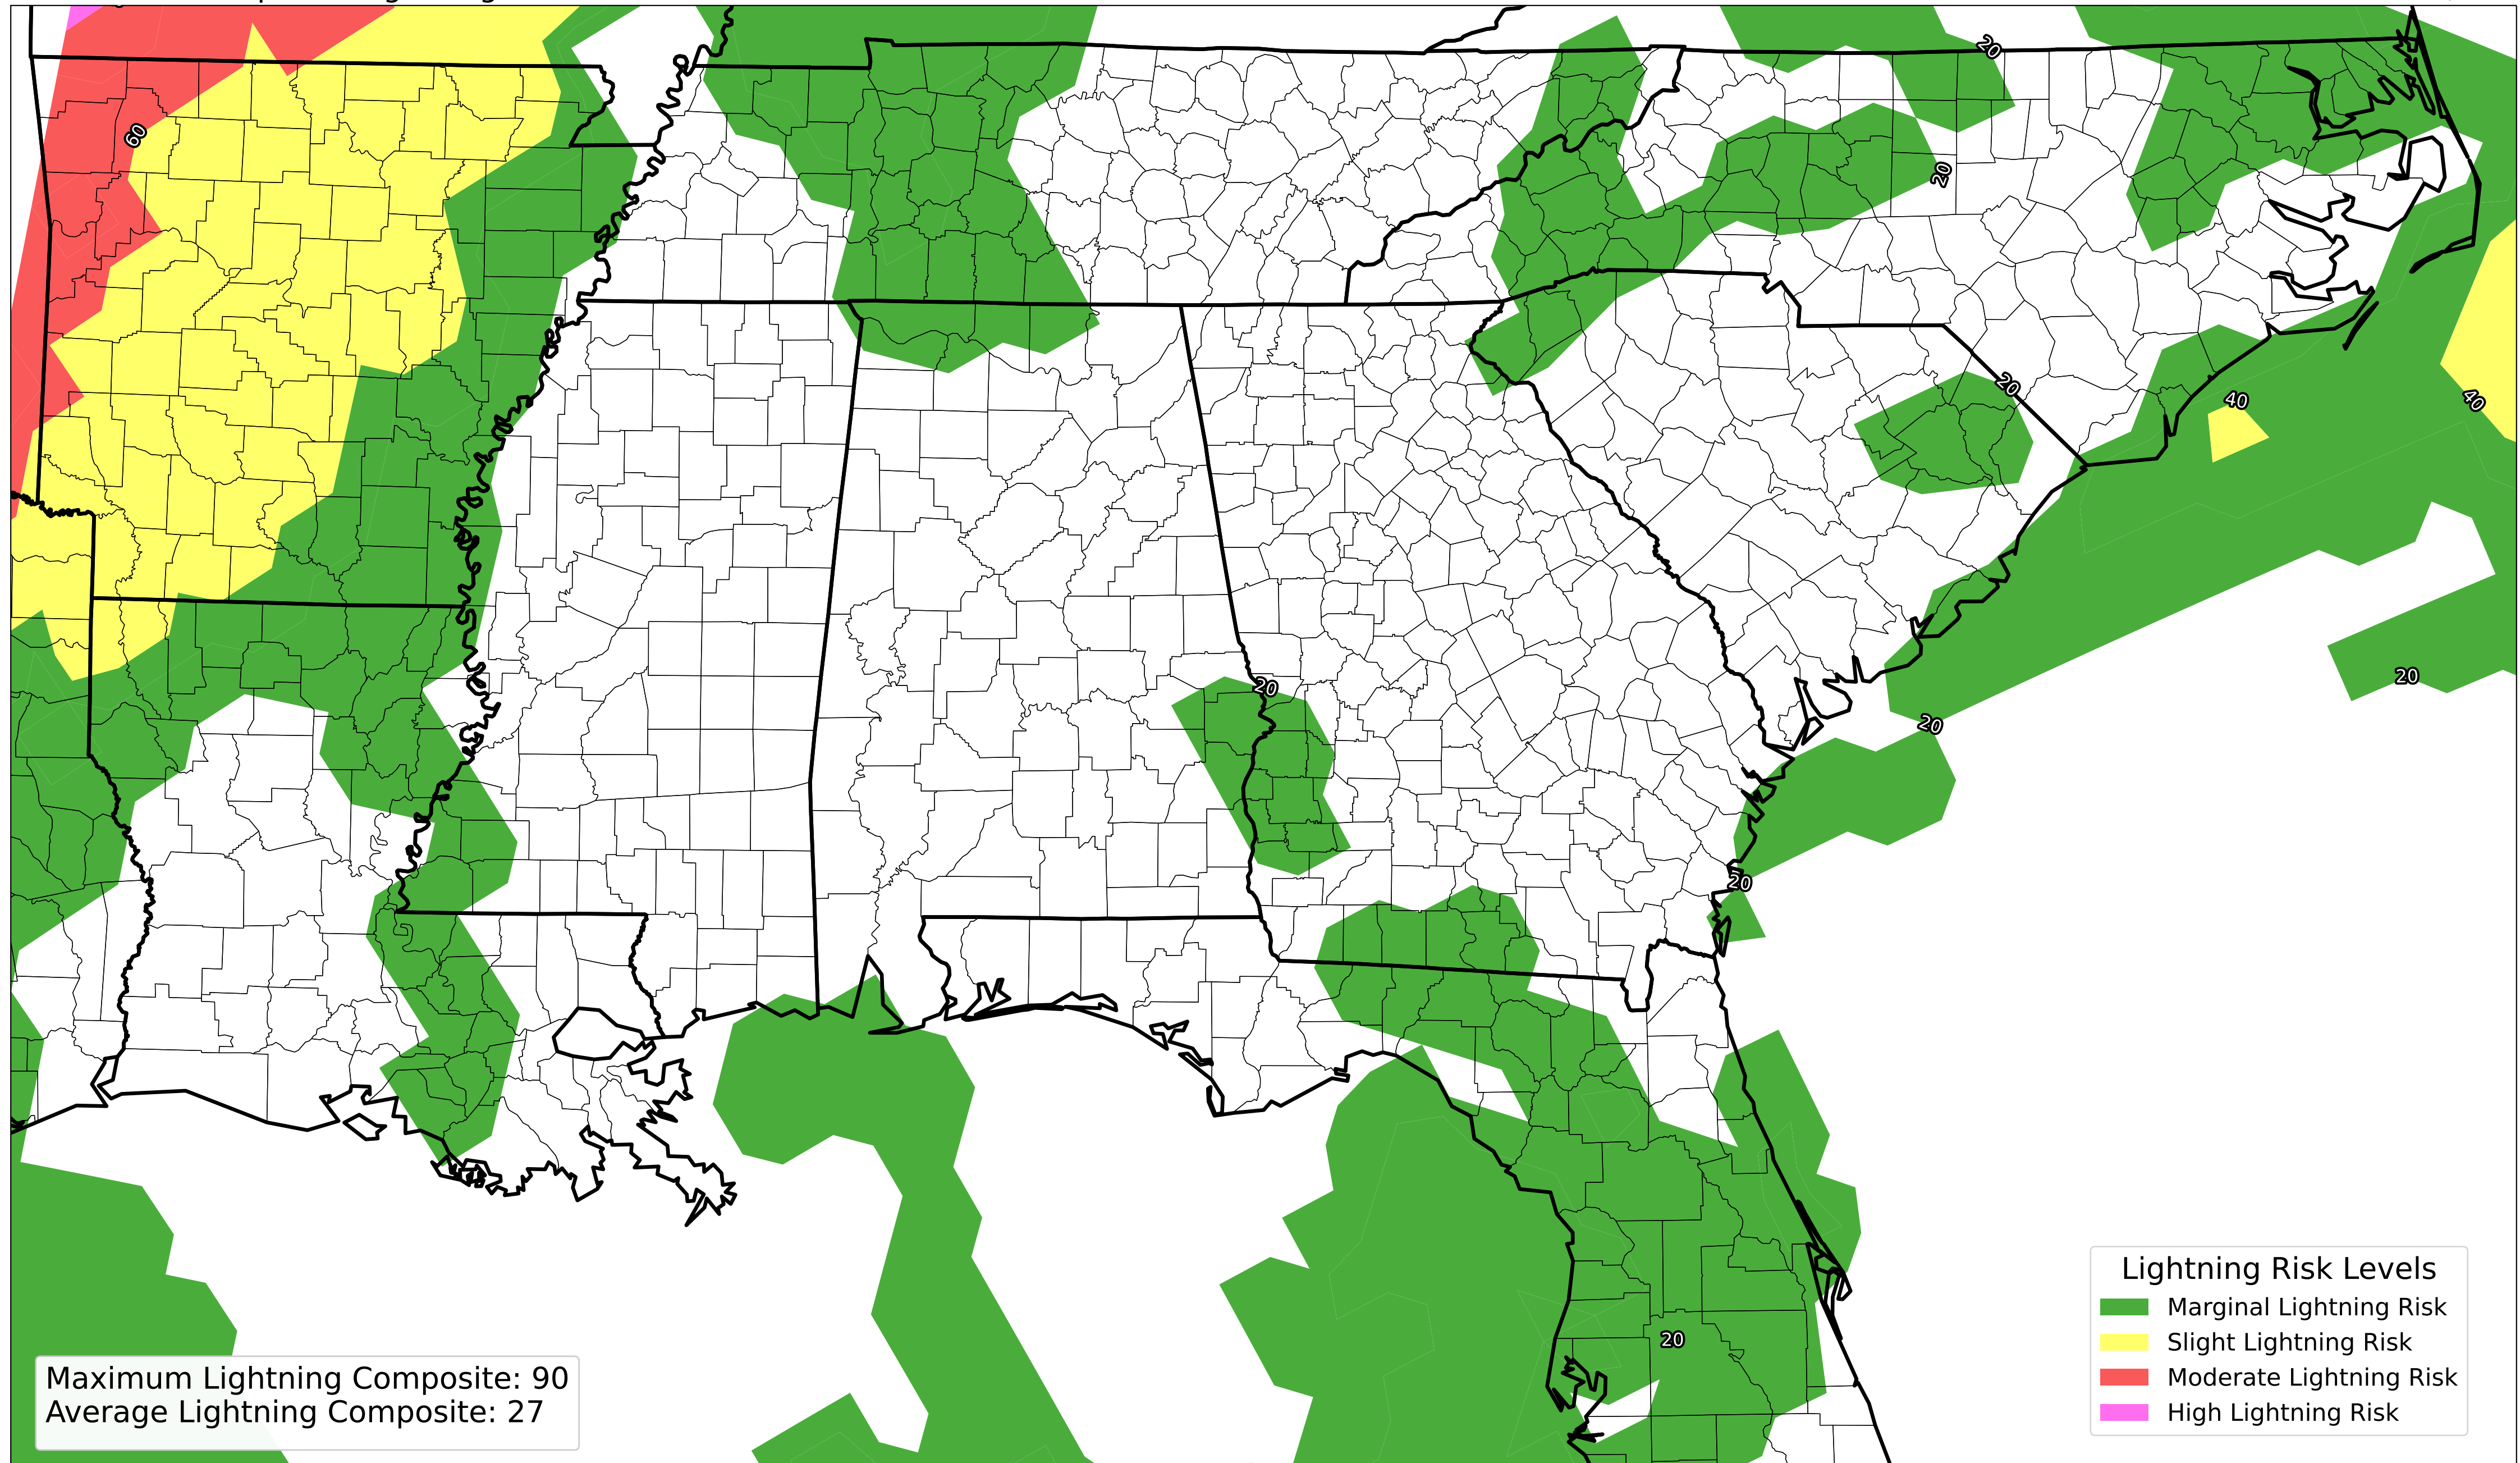 20
60
20
20
40
40
20
20
20
20
20
Lightning Risk Levels
Marginal Lightning Risk
Slight Lightning Risk
Moderate Lightning Risk
High Lightning Risk
Maximum Lightning Composite: 90
Average Lightning Composite: 27